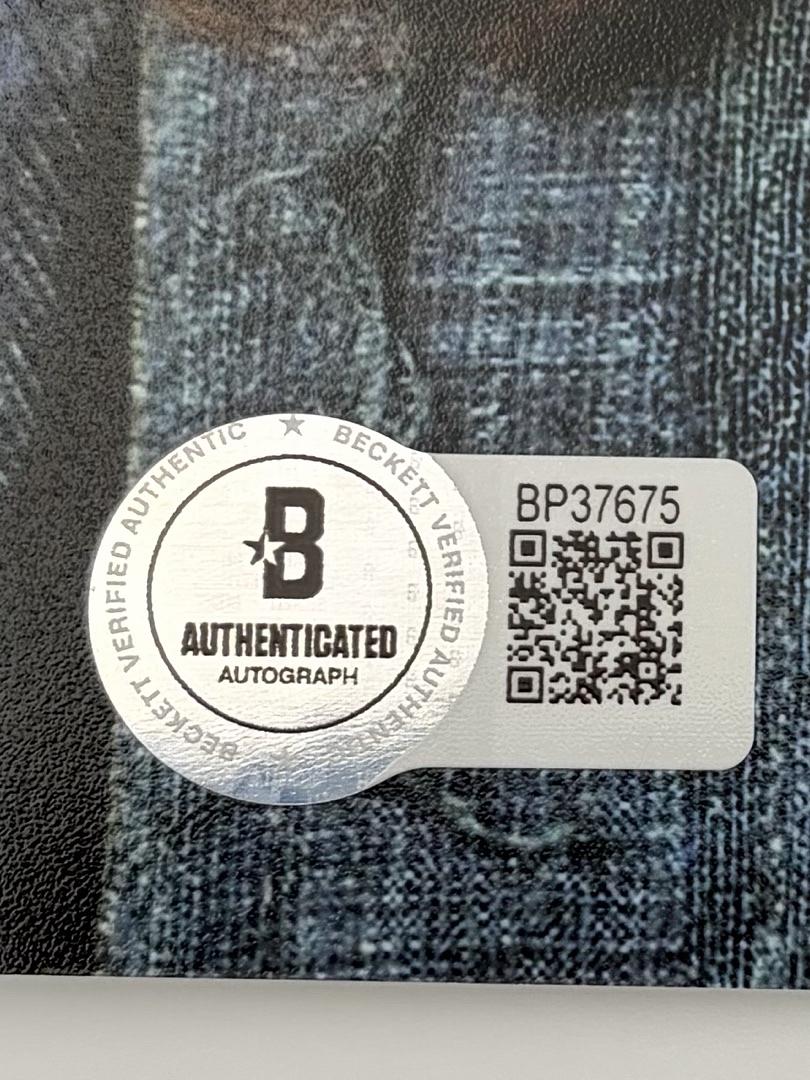 BECKETT VERIFIED AUTHENTIC ★ BECKETT VERIFIED AUTHENTIC ★
B
AUTHENTICATED
AUTOGRAPH
BP37675